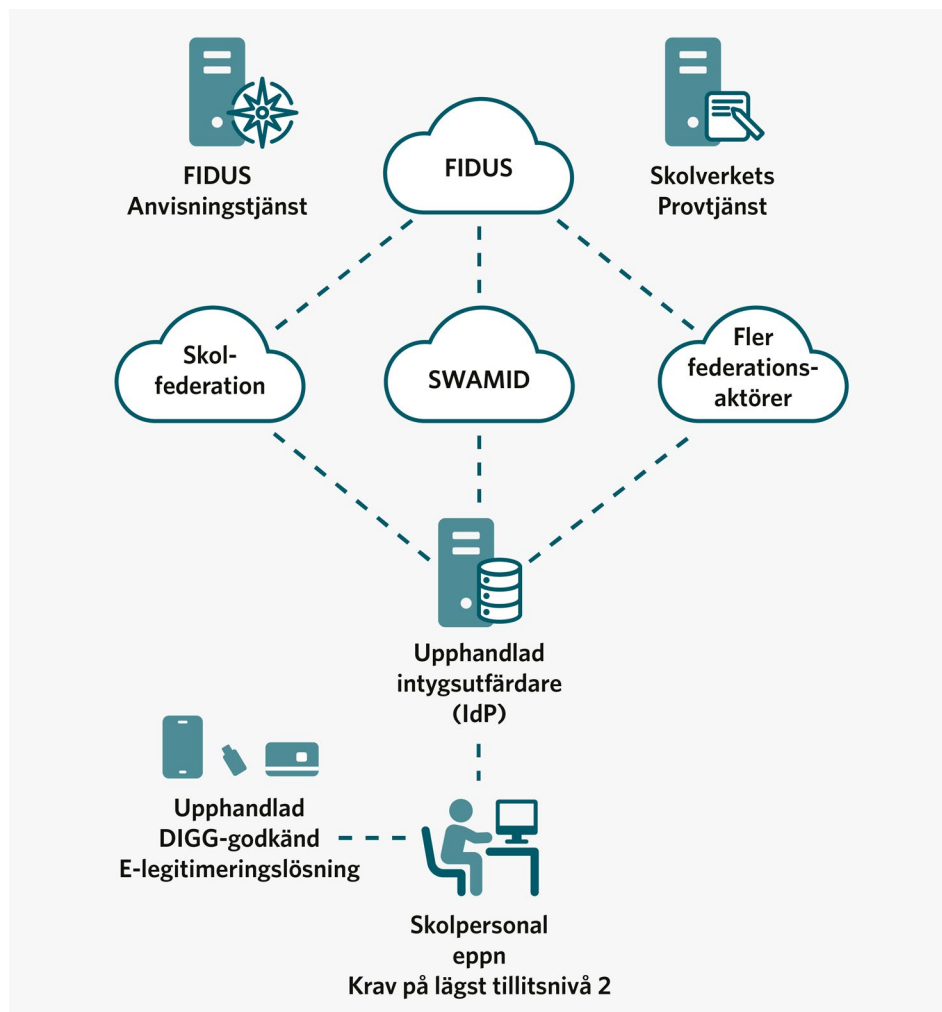 FIDUS
Anvisningstjänst
FIDUS
Skolverkets
Provtjänst
Skol-
federation
SWAMID
Fler
federations-
aktörer
Upphandlad
intygsutfärdare
(IdP)
Upphandlad
DIGG-godkänd
E-legitimeringslösning
Skolpersonal
eppn
Krav på lägst tillitsnivå 2